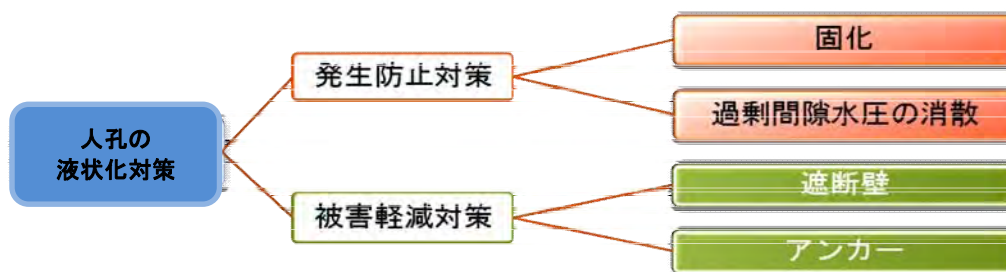 人孔の
液状化対策
発生防止対策
被害軽減対策
固化
過剰間隙水圧の消散
遮断壁
アンカー